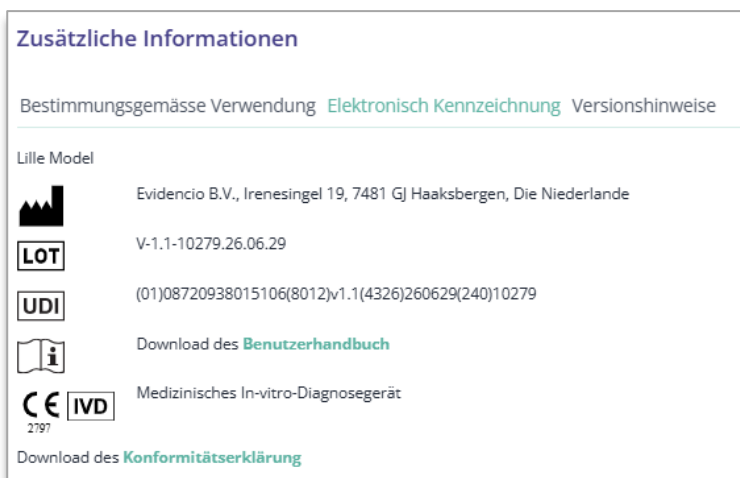 Zusätzliche Informationen
Bestimmungsgemässe Verwendung Elektronisch Kennzeichnung Versionshinweise
Lille Model
Evidencio B.V., Irenesingel 19, 7481 GJ Haaksbergen, Die Niederlande
LOT V-1.1-10279.26.06.29
UDI (01)08720938015106(8012)v1.1(4326)260629(240)10279
i Download des Benutzerhandbuch
CE IVD Medizinisches In-vitro-Diagnosegerät
2797
Download des Konformitätserklärung